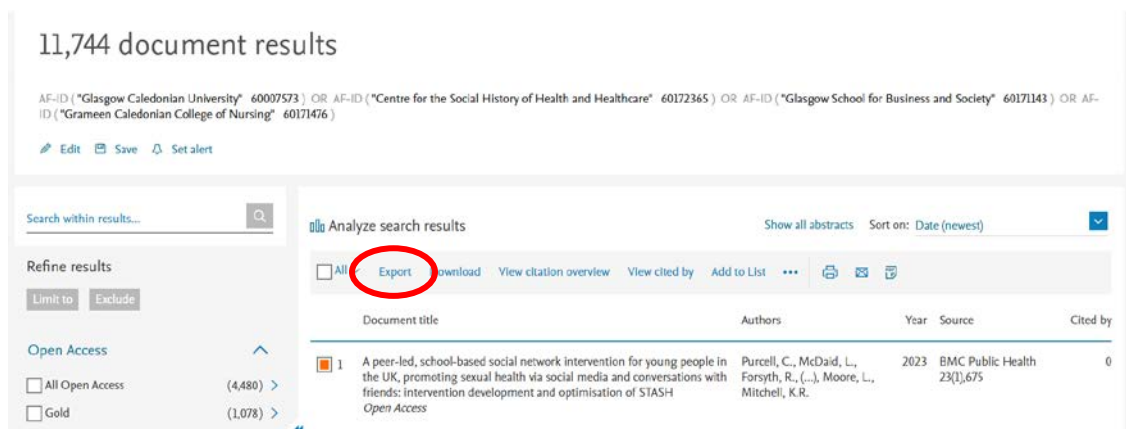 11,744 document results
AF-ID ( "Glasgow Caledonian University" 60007573 ) OR AF-ID ( "Centre for the Social History of Health and Healthcare" 60172365 ) OR AF-ID ( "Glasgow School for Business and Society" 60171143 ) OR AF-
ID ( "Grameen Caledonian College of Nursing" 60171476 )
Edit Save Set alert
Search within results...
Analyze search results Show all abstracts Sort on: Date (newest)
Refine results
All Export Download View citation overview View cited by Add to List •••
Limit to Exclude
Document title Authors Year Source Cited by
Open Access
All Open Access (4,480) >
Gold (1,078) >
1 A peer-led, school-based social network intervention for young people in Purcell, C., McDaid, L., 2023 BMC Public Health 0
the UK, promoting sexual health via social media and conversations with Forsyth, R., (...), Moore, L., 23(1),675
friends: intervention development and optimisation of STASH Mitchell, K.R.
Open Access